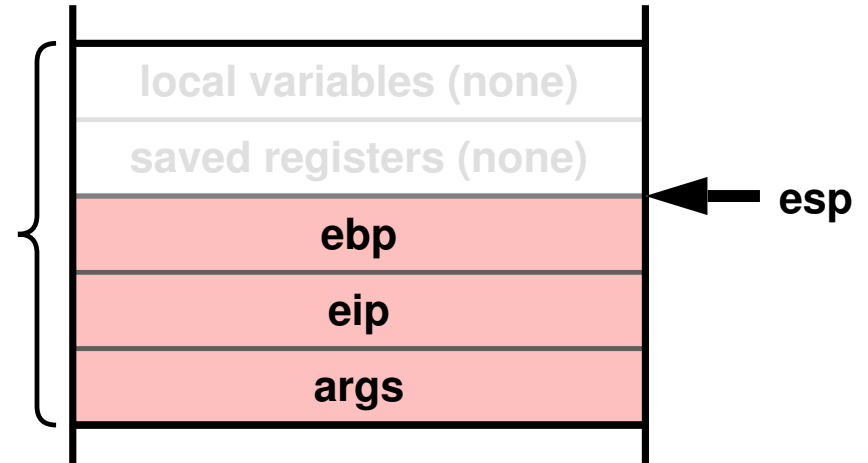 local variables (none)
saved registers (none)
esp
ebp
eip
args